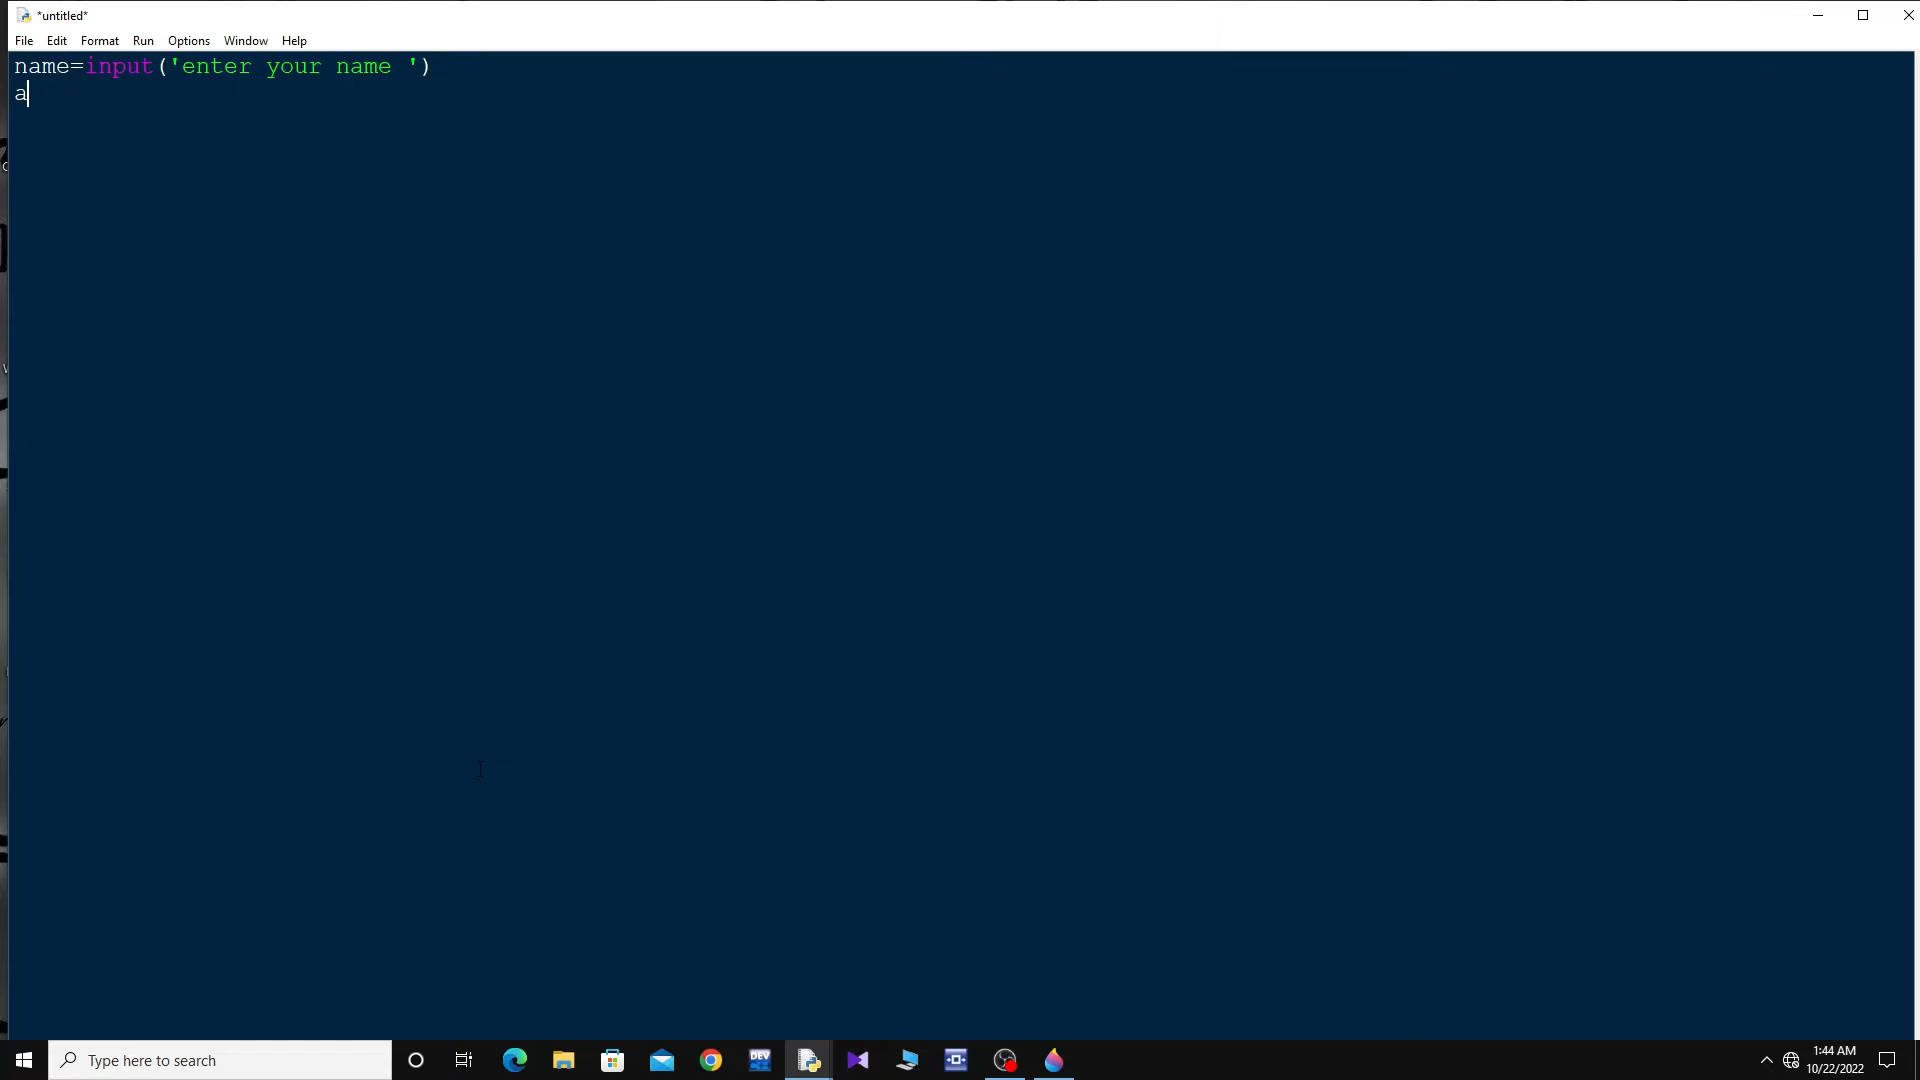 *untitled*
File Edit Format Run Options Window Help
name=input('enter your name ')
a
Type here to search
DEV
1:44 AM
10/22/2022